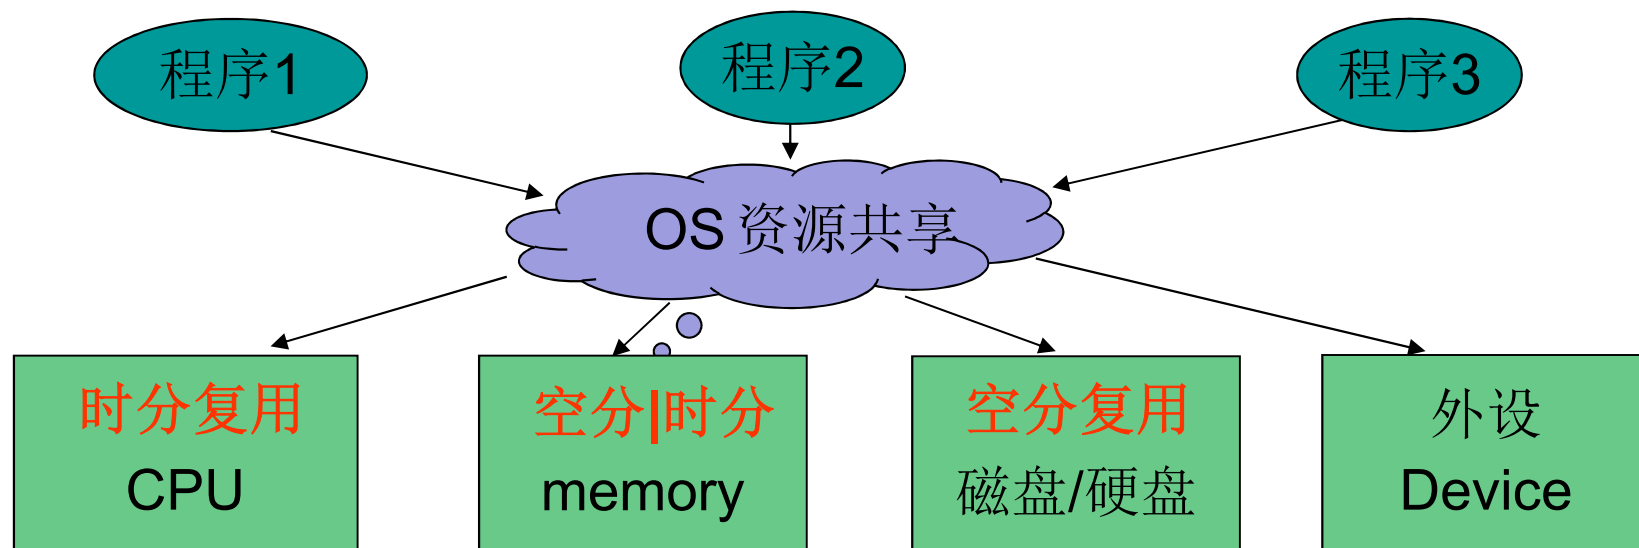 程序1
程序2
程序3
OS 资源共享
时分复用
CPU
空分|时分
memory
空分复用
磁盘/硬盘
外设
Device